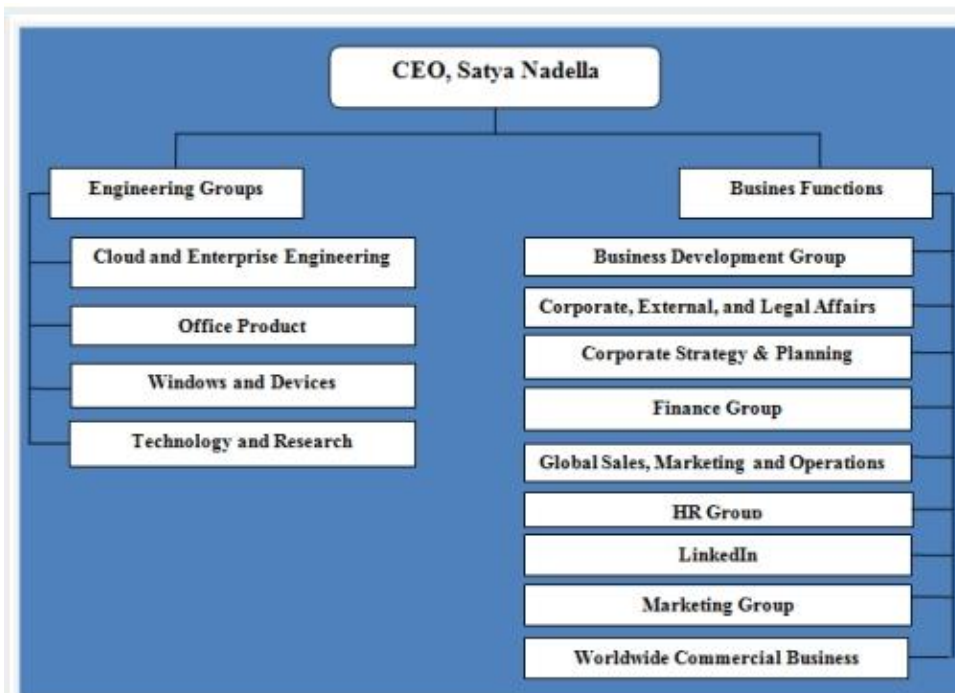 CEO, Satya Nadella
Engineering Groups
Cloud and Enterprise Engineering
Office Product
Windows and Devices
Technology and Research
Busines Functions
Business Development Group
Corporate, External, and Legal Affairs
Corporate Strategy & Planning
Finance Group
Global Sales, Marketing and Operations
HR Group
LinkedIn
Marketing Group
Worldwide Commercial Business